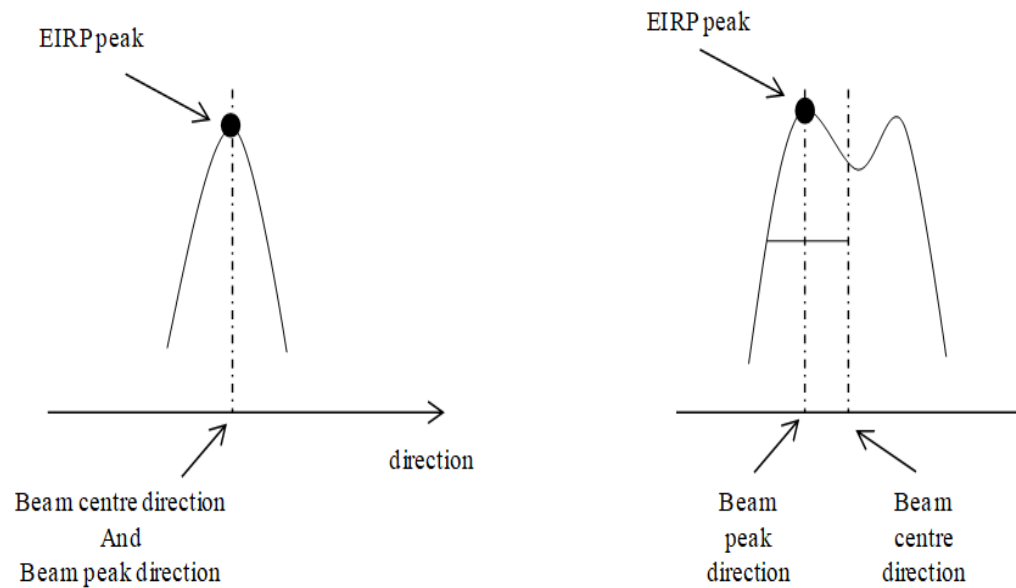 EIRP peak
Beam centre direction
And
Beam peak direction
direction
EIRP peak
Beam
peak
direction
Beam
centre
direction